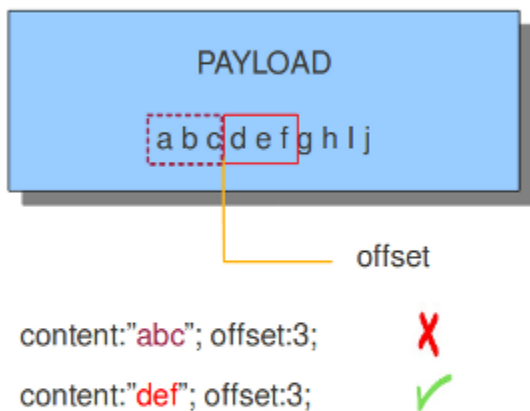 PAYLOAD
a b c d e f g h I j
offset
content:”abc”; offset:3;
content:”def”; offset:3;